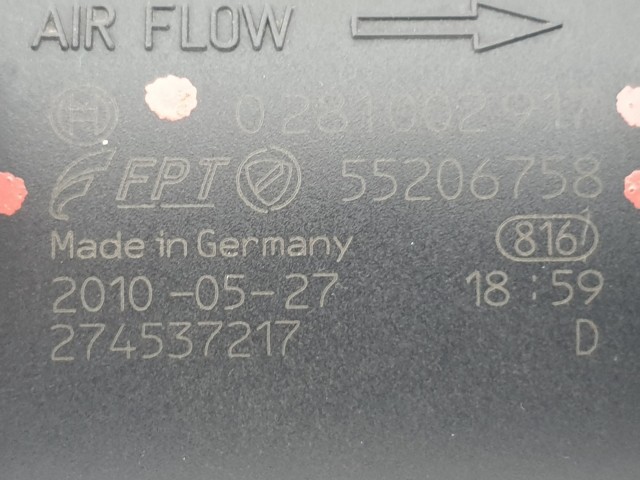 AIR FLOW
0 281 002 917
FPT 55206758
Made in Germany 816
2010-05-27 18:59
274537217 D